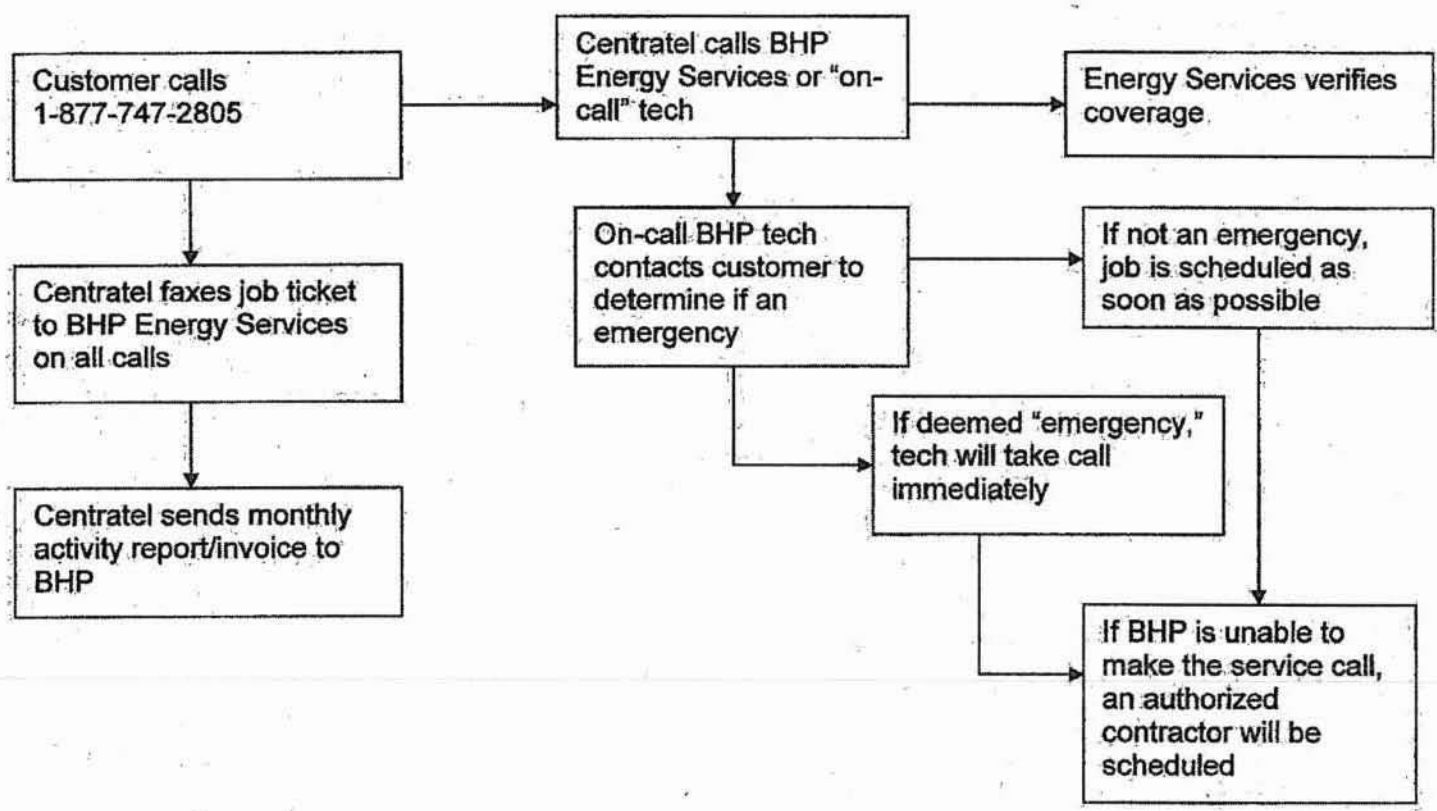 Customer calls
1-877-747-2805
Centratel calls BHP
Energy Services or "on-
call" tech
Energy Services verifies
coverage
Centratel faxes job ticket
to BHP Energy Services
on all calls
On-call BHP tech
contacts customer to
determine if an
emergency
If not an emergency,
job is scheduled as
soon as possible
If deemed "emergency,"
tech will take call
immediately
Centratel sends monthly
activity report/invoice to
BHP
If BHP is unable to
make the service call,
an authorized
contractor will be
scheduled